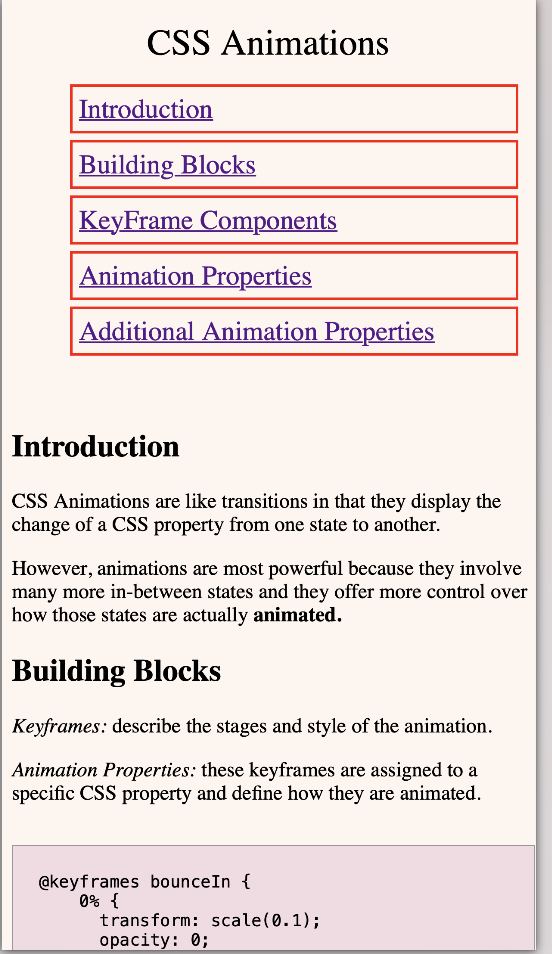 CSS Animations
Introduction
Building Blocks
KeyFrame Components
Animation Properties
Additional Animation Properties
Introduction
CSS Animations are like transitions in that they display the
change of a CSS property from one state to another.
However, animations are most powerful because they involve
many more in-between states and they offer more control over
how those states are actually animated.
Building Blocks
Keyframes: describe the stages and style of the animation.
Animation Properties: these keyframes are assigned to a
specific CSS property and define how they are animated.
@keyframes bounceIn {
0% {
transform: scale(0.1);
opacity: 0;